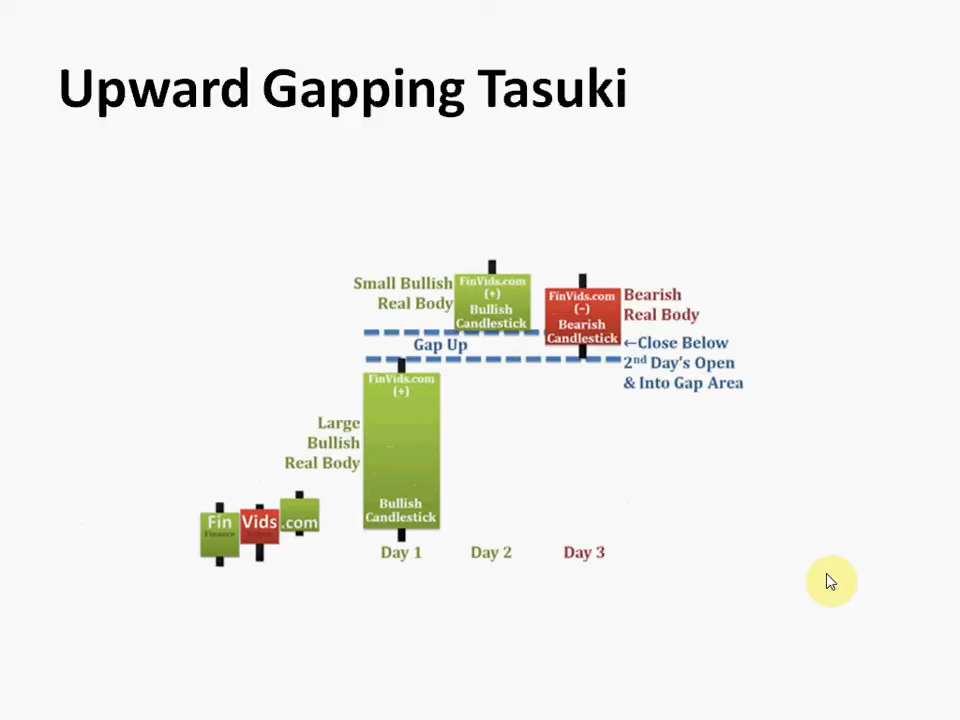 Upward Gapping Tasuki
Small Bullish
Real Body
FinVids.com
(+)
Bullish
Candlestick
FinVids.com
(−)
Bearish
Candlestick
Bearish
Real Body
Gap Up
←Close Below
2nd Day's Open
& Into Gap Area
FinVids.com
(+)
Large
Bullish
Real Body
Bullish
Candlestick
Fin Vids .com
Finance
Day 1 Day 2 Day 3